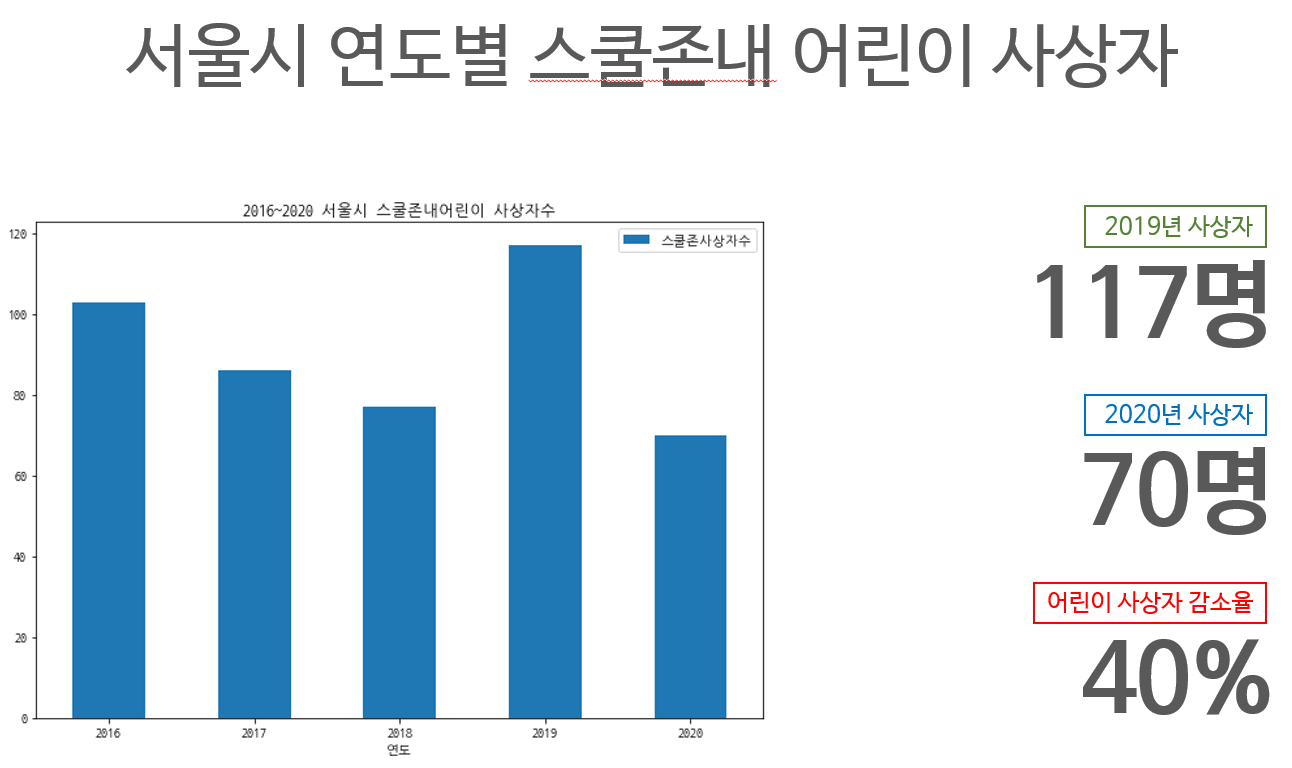 서울시 연도별 스쿨존내 어린이 사상자
2016~2020 서울시 스쿨존내어린이 사상자수
스쿨존사상자수
120
100
80
60
40
20
0
2016 2017 2018 2019 2020
연도
2019년 사상자
117명
2020년 사상자
70명
어린이 사상자 감소율
40%